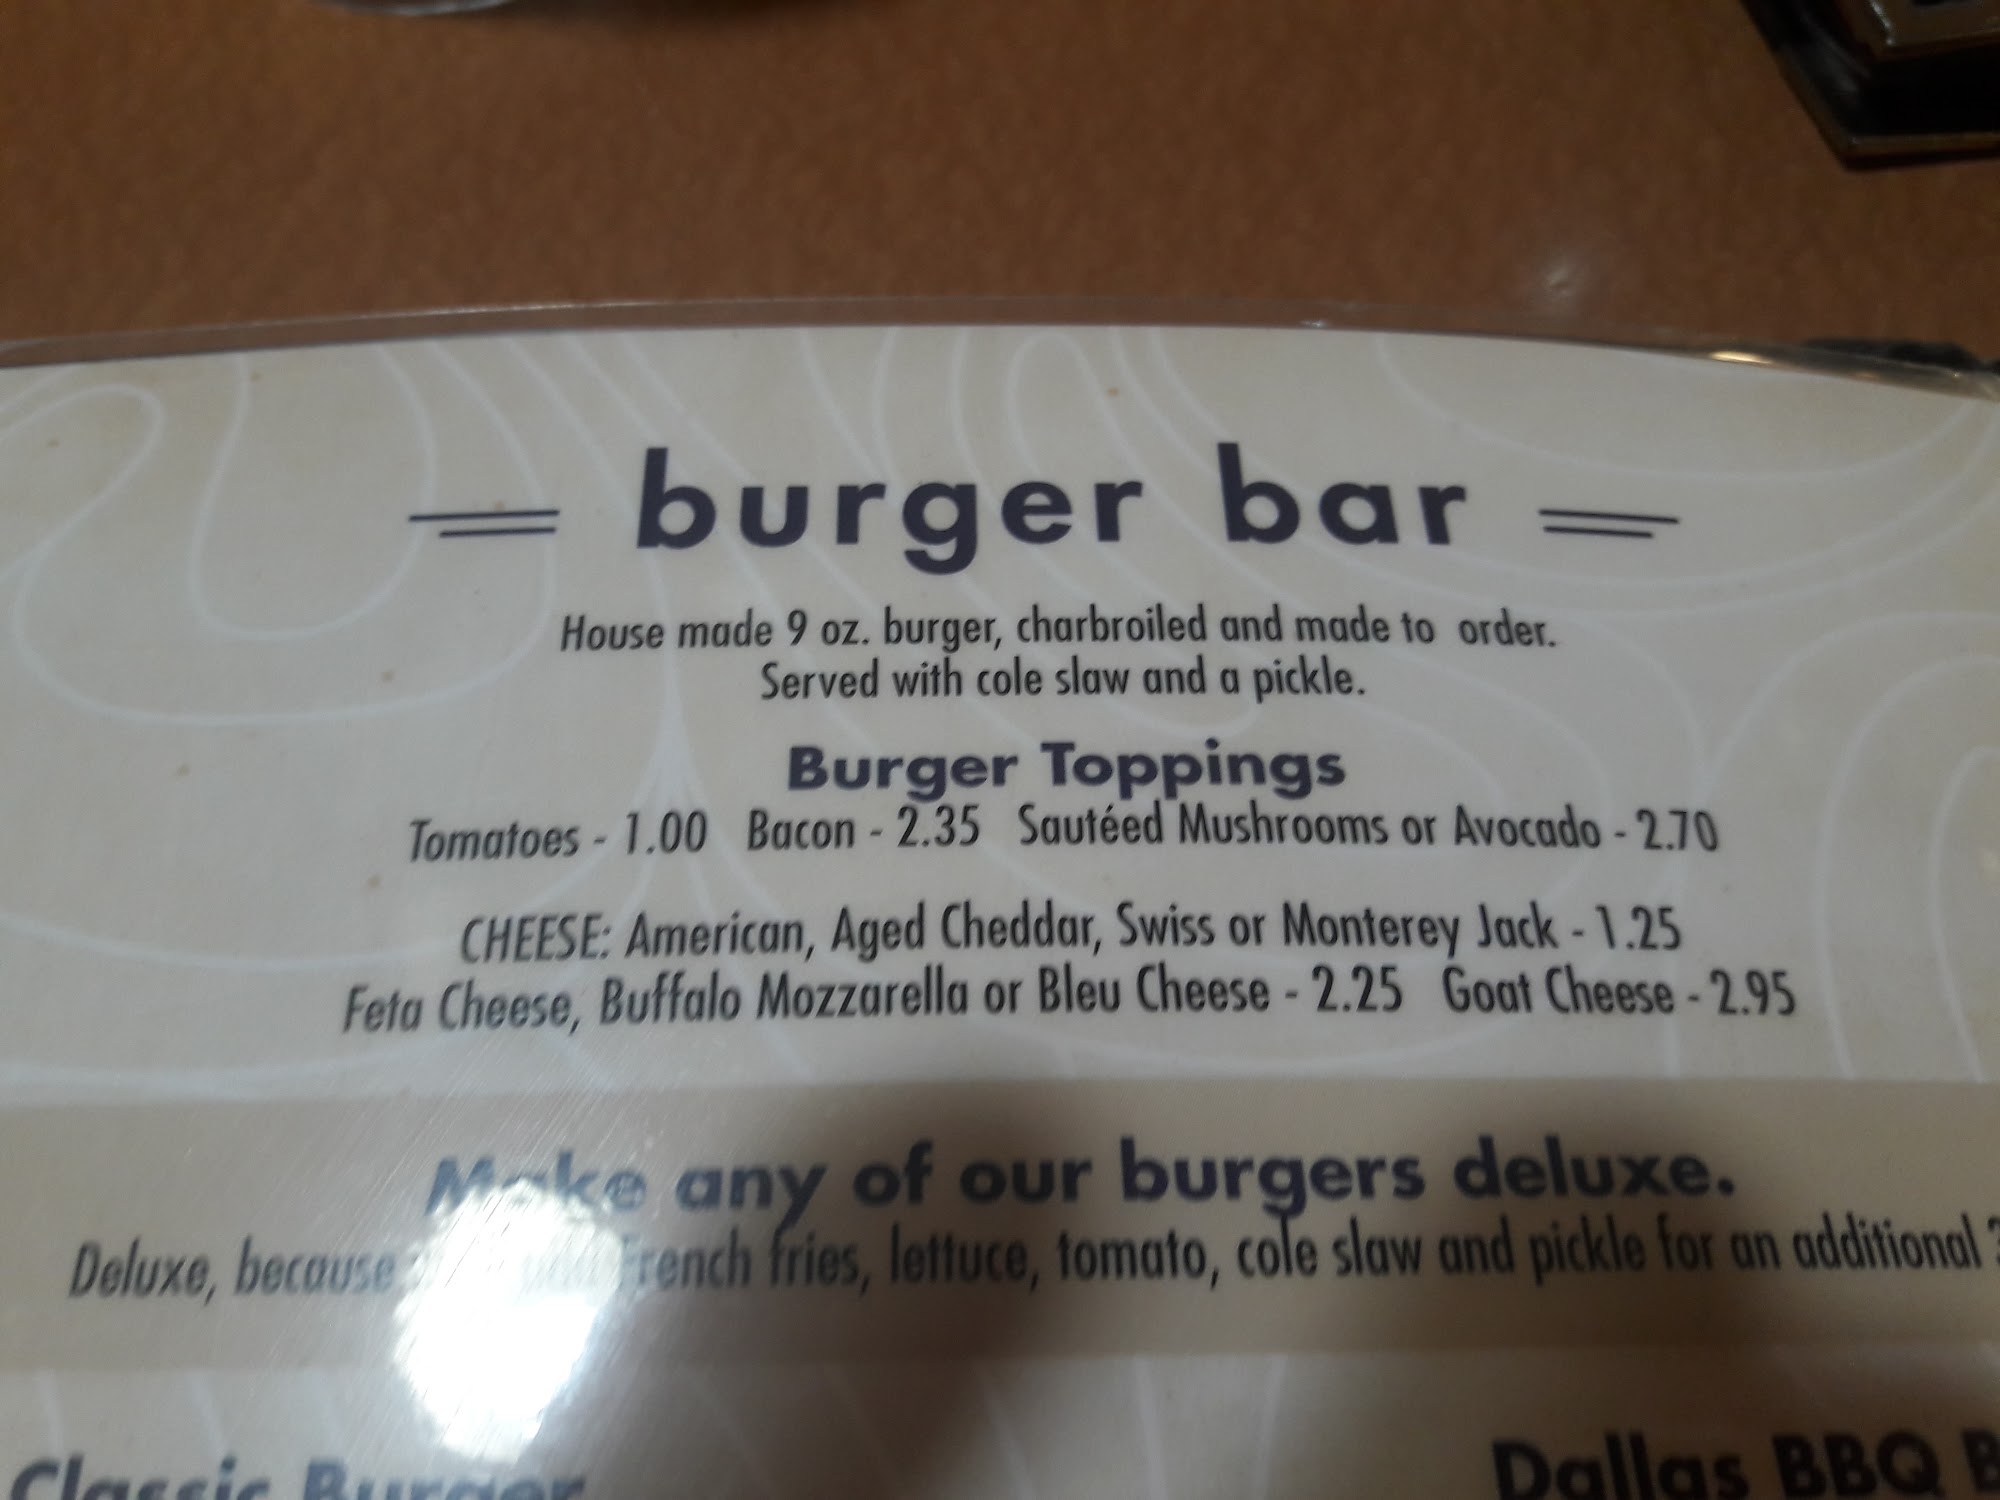 burger bar
House made 9 oz. burger, charbroiled and made to order.
Served with cole slaw and a pickle.
Burger Toppings
Tomatoes - 1.00 Bacon - 2.35 Sautéed Mushrooms or Avocado - 2.70
CHEESE: American, Aged Cheddar, Swiss or Monterey Jack - 1.25
Feta Cheese, Buffalo Mozzarella or Bleu Cheese - 2.25 Goat Cheese - 2.95
Make any of our burgers deluxe.
Deluxe, because French fries, lettuce, tomato, cole slaw and pickle for an additional
Classic Burger
Dallas BBQ B